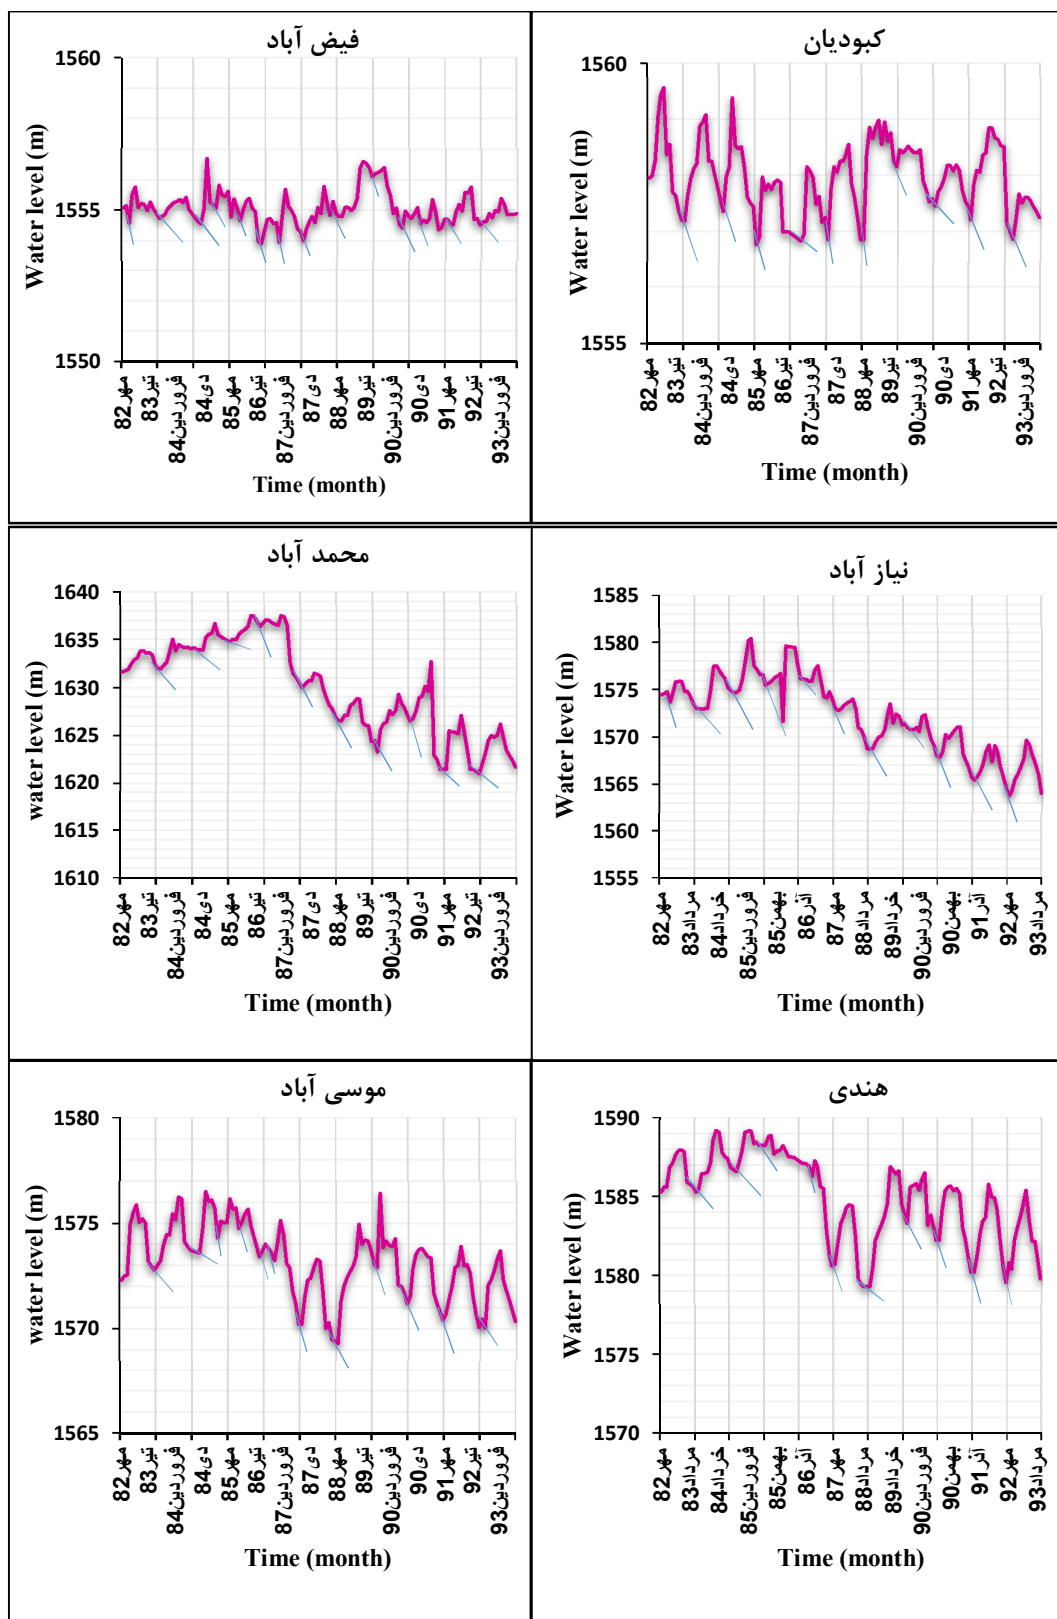 فیض آباد
Water level (m)
1560
1555
1550
مهر82
تیر83
فروردین84
دی84
مهر85
تیر86
فروردین87
دی87
مهر88
تیر89
فروردین90
دی90
مهر91
تیر92
فروردین93
Time (month)
کبودیان
Water level (m)
1560
1555
مهر82
تیر83
فروردین84
دی84
مهر85
تیر86
فروردین87
دی87
مهر88
تیر89
فروردین90
دی90
مهر91
تیر92
فروردین93
Time (month)
محمد آباد
water level (m)
1640
1635
1630
1625
1620
1615
1610
مهر82
تیر83
فروردین84
دی84
مهر85
تیر86
فروردین87
دی87
مهر88
تیر89
فروردین90
دی90
مهر91
تیر92
فروردین93
Time (month)
نیاز آباد
Water level (m)
1585
1580
1575
1570
1565
1560
1555
مهر82
مرداد83
خرداد84
فروردین85
بهمن85
آذر86
مهر87
مرداد88
خرداد89
فروردین90
بهمن90
آذر91
مهر92
مرداد93
Time (month)
موسی آباد
water level (m)
1580
1575
1570
1565
مهر82
تیر83
فروردین84
دی84
مهر85
تیر86
فروردین87
دی87
مهر88
تیر89
فروردین90
دی90
مهر91
تیر92
فروردین93
Time (month)
هندی
Water level (m)
1590
1585
1580
1575
1570
مهر82
مرداد83
خرداد84
فروردین85
بهمن85
آذر86
مهر87
مرداد88
خرداد89
فروردین90
بهمن90
آذر91
مهر92
مرداد93
Time (month)